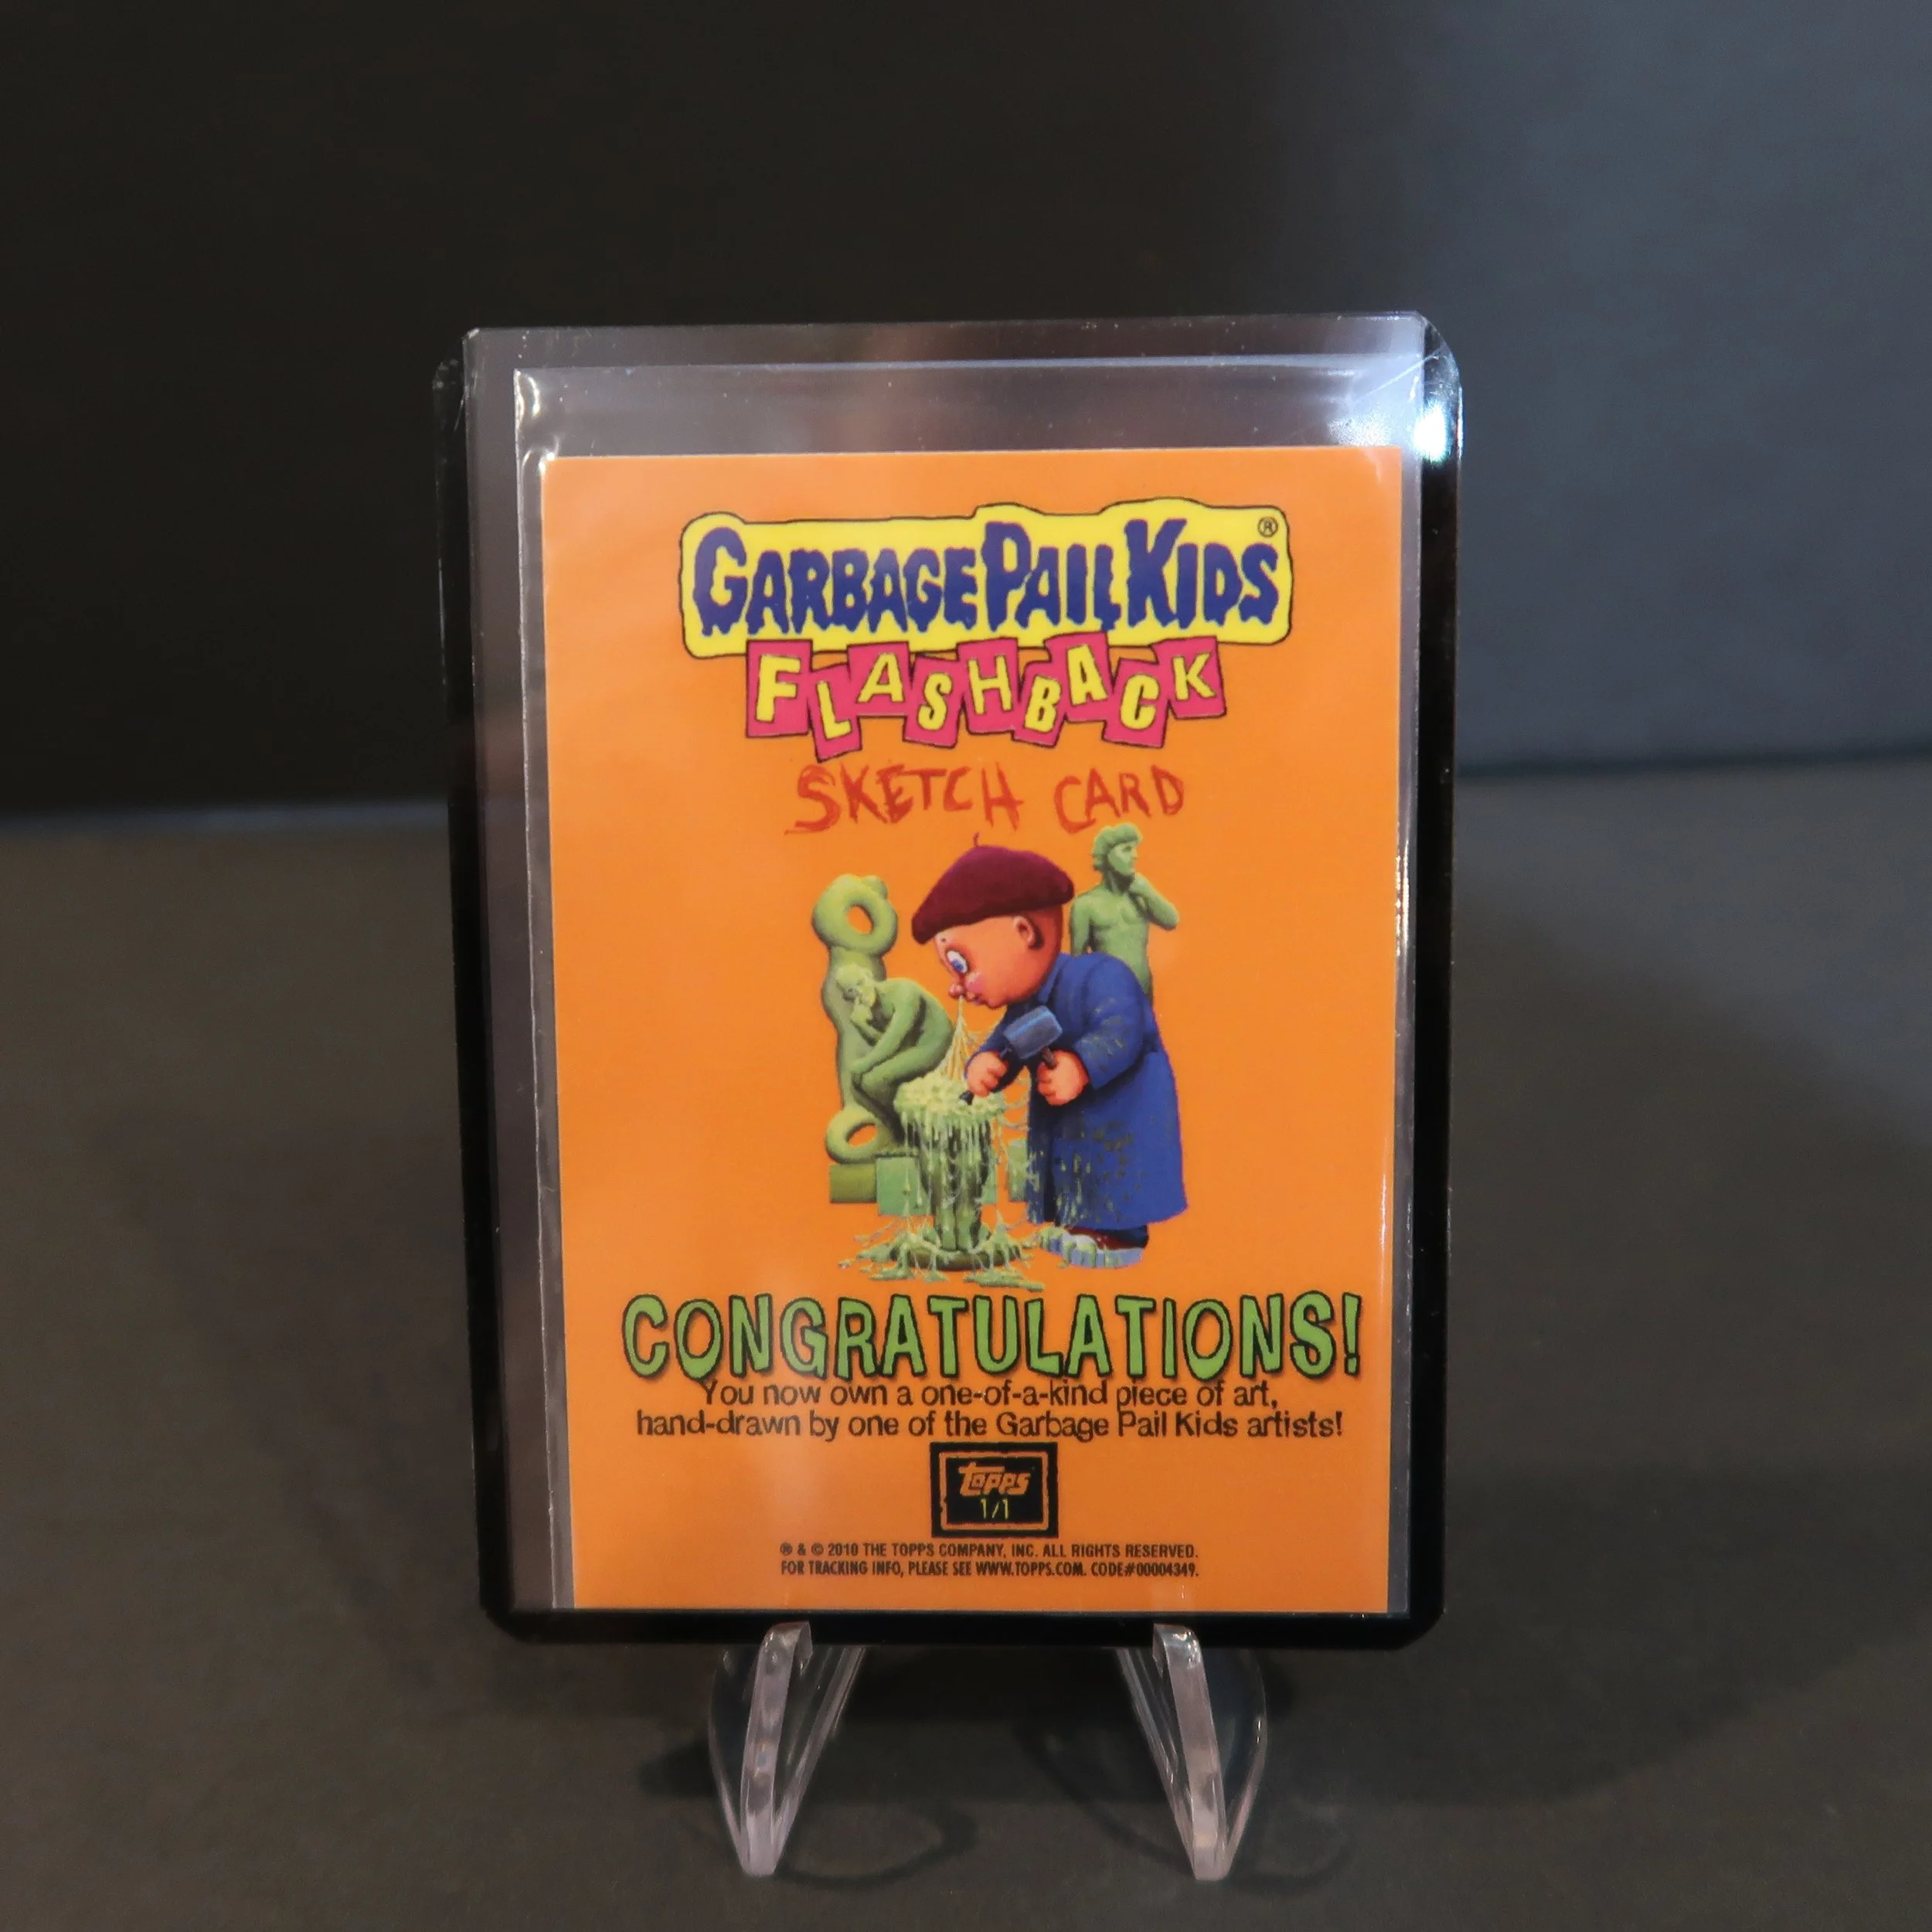 GARBAGE PAIL KIDS®
FLASHBACK
SKETCH CARD
CONGRATULATIONS!
You now own a one-of-a-kind piece of art,
hand-drawn by one of the Garbage Pail Kids artists!
topps
1/1
® & © 2010 THE TOPPS COMPANY, INC. ALL RIGHTS RESERVED.
FOR TRACKING INFO, PLEASE SEE WWW.TOPPS.COM. CODE#00004349.